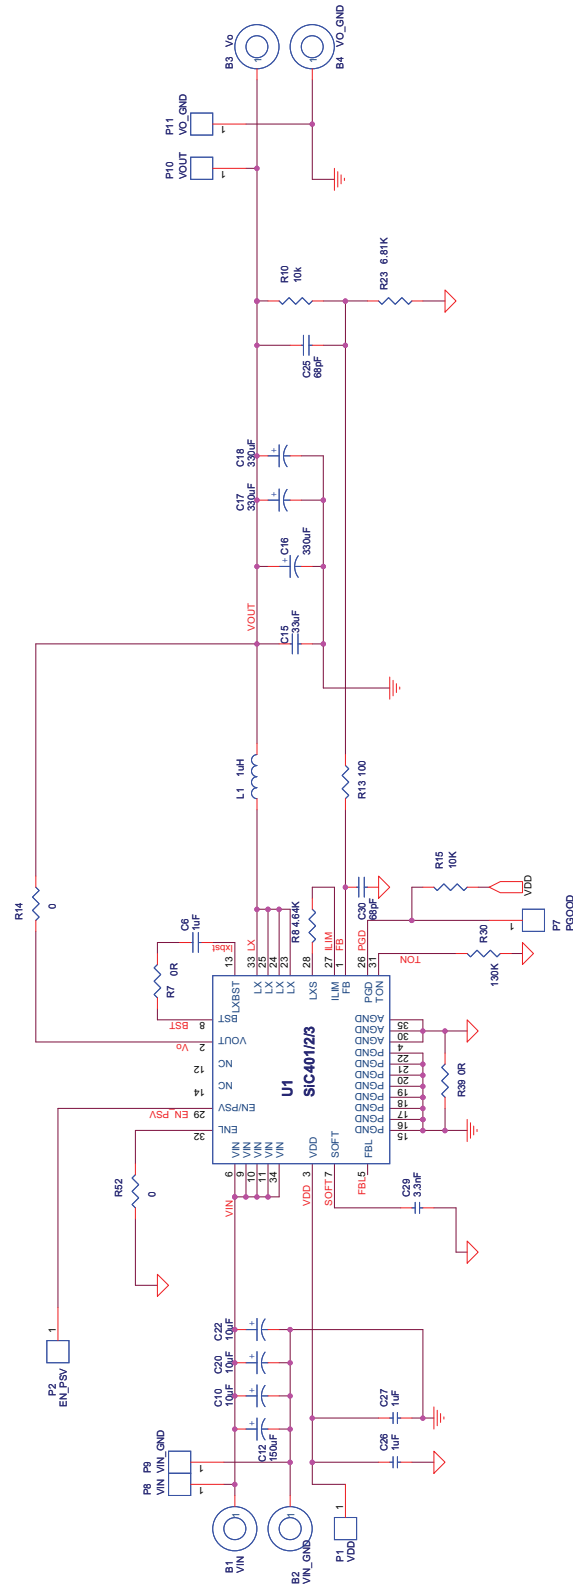 B3 Vo
VO_GND
B4
1
1
P11
VO_GND
1
P10
VOUT
1
R10
10k
R23 6.81K
C25
68pF
C18
330uF
C17
330uF
C16
330uF
VOUT
C15
33uF
L1 1uH
R13 100
R14
0
R15
10K
VDD
P7
PGOOD
1
R30
130K
TON
C6
1uF
R7 0R
lxbst
LX
R8 4.64K
C30
68pF
ILIM
FB
PGD
BST
Vo
13
33
25
24
23
28
27
1
26
31
LXBST
LX
LX
LX
LX
LXS
ILIM
FB
PGD
TON
8
2
12
14
29
32
BST
VOUT
NC
NC
EN/PSV
ENL
EN_PSV
U1
SiC401/2/3
AGND
AGND
PGND
PGND
PGND
PGND
PGND
PGND
PGND
PGND
35
30
4
22
21
20
19
18
17
15
R39 0R
VIN
VIN
VIN
VIN
VIN
VDD
SOFT
FBL
6
9
10
11
34
3
7
5
VIN
VDD
SOFT
FBL
R52
0
C29
3.3nF
P2
EN_PSV
1
C22
10uF
C20
10uF
C10
10uF
C12
150uF
C27
1uF
C26
1uF
P9
VIN_GND
1
P8
VIN
1
B1
VIN
1
B2
VIN_GND
1
P1
VDD
1